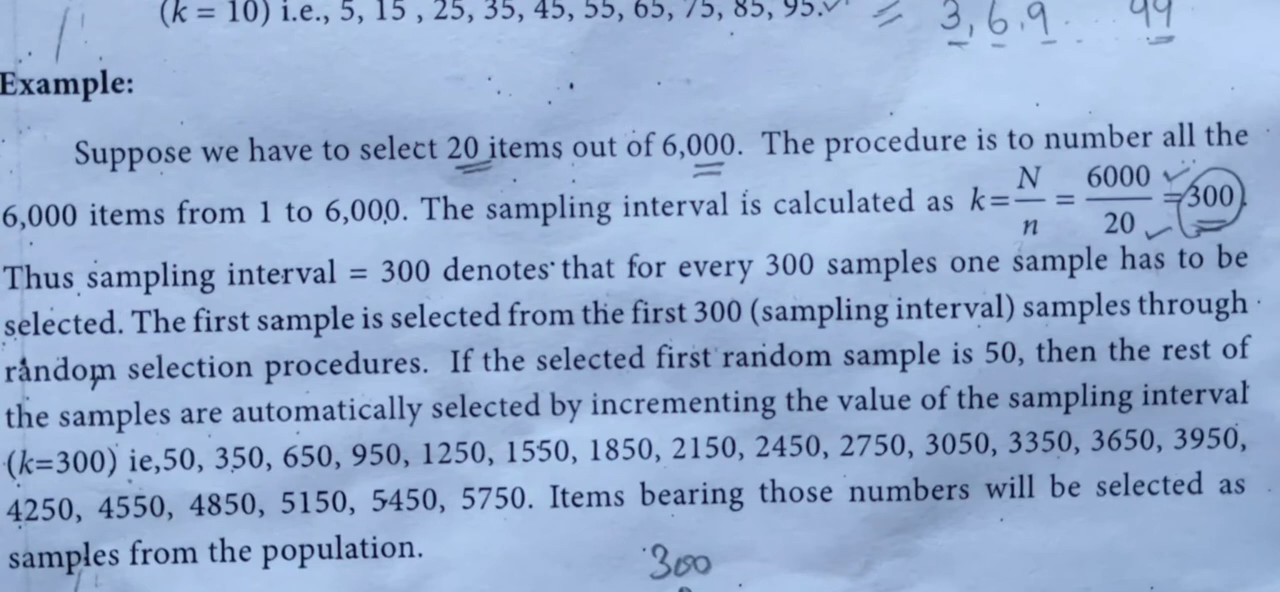 (k = 10) i.e., 5, 15 , 25, 35, 45, 55, 65, 75, 85, 95. = 3, 6, 9 ... 99
Example:
Suppose we have to select 20 items out of 6,000. The procedure is to number all the
6,000 items from 1 to 6,000. The sampling interval is calculated as k= N/n = 6000/20 =300.
Thus sampling interval = 300 denotes that for every 300 samples one sample has to be
selected. The first sample is selected from the first 300 (sampling interval) samples through
random selection procedures. If the selected first random sample is 50, then the rest of
the samples are automatically selected by incrementing the value of the sampling interval
(k=300) ie,50, 350, 650, 950, 1250, 1550, 1850, 2150, 2450, 2750, 3050, 3350, 3650, 3950,
4250, 4550, 4850, 5150, 5450, 5750. Items bearing those numbers will be selected as
samples from the population.
300